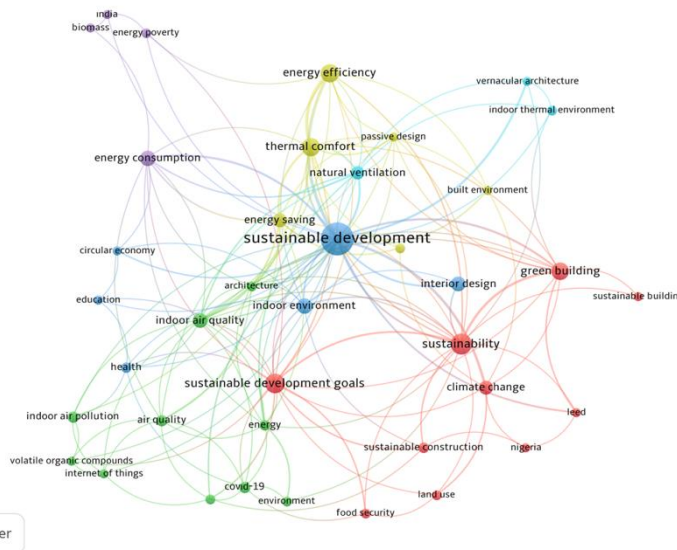 india
biomass
energy poverty
energy efficiency
vernacular architecture
indoor thermal environment
passive design
thermal comfort
energy consumption
natural ventilation
built environment
energy saving
sustainable development
circular economy
green building
architecture
interior design
sustainable buildin
education
indoor environment
indoor air quality
sustainability
health
sustainable development goals
climate change
indoor air pollution
air quality
energy
leed
sustainable construction
nigeria
volatile organic compounds
internet of things
covid-19
environment
land use
food security
er